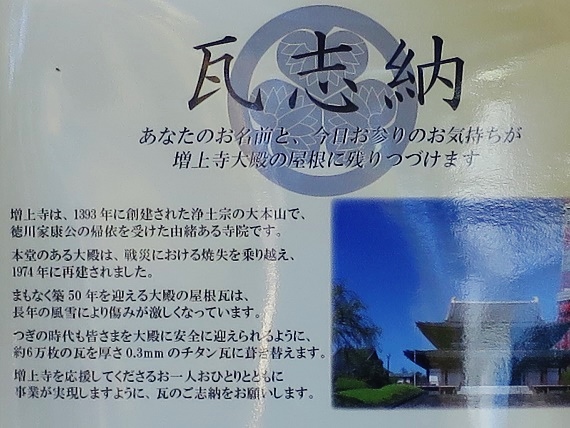 瓦志納
あなたのお名前と、今日お参りのお気持ちが
増上寺大殿の屋根に残りつづけます
増上寺は、1393年に創建された浄土宗の大本山で、
徳川家康公の帰依を受けた由緒ある寺院です。
本堂のある大殿は、戦災における焼失を乗り越え、
1974年に再建されました。
まもなく築50年を迎える大殿の屋根瓦は、
長年の風雪により傷みが激しくなっています。
つぎの時代も皆さまを大殿に安全に迎えられるように、
約6万枚の瓦を厚さ0.3mmのチタン瓦に葺き替えます。
増上寺を応援してくださるお一人おひとりとともに
事業が実現しますように、瓦のご志納をお願いします。